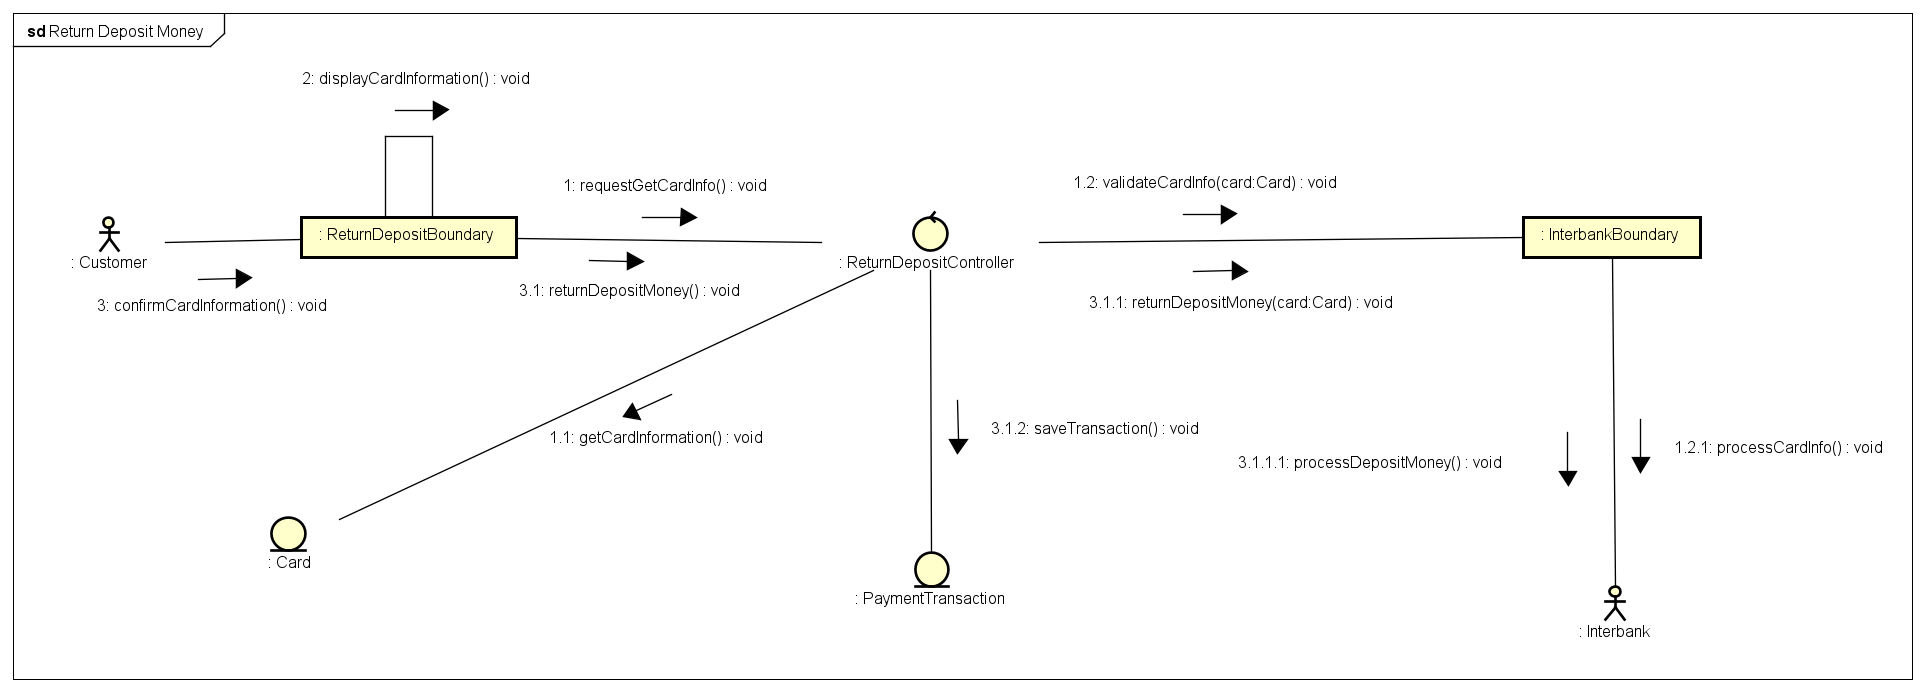 sd Return Deposit Money
2: displayCardInformation() : void
1: requestGetCardInfo() : void
1.2: validateCardInfo(card:Card) : void
: ReturnDepositBoundary
: InterbankBoundary
: Customer
: ReturnDepositController
3: confirmCardInformation() : void
3.1: returnDepositMoney() : void
3.1.1: returnDepositMoney(card:Card) : void
1.1: getCardInformation() : void
3.1.2: saveTransaction() : void
3.1.1.1: processDepositMoney() : void
1.2.1: processCardInfo() : void
: Card
: PaymentTransaction
: Interbank